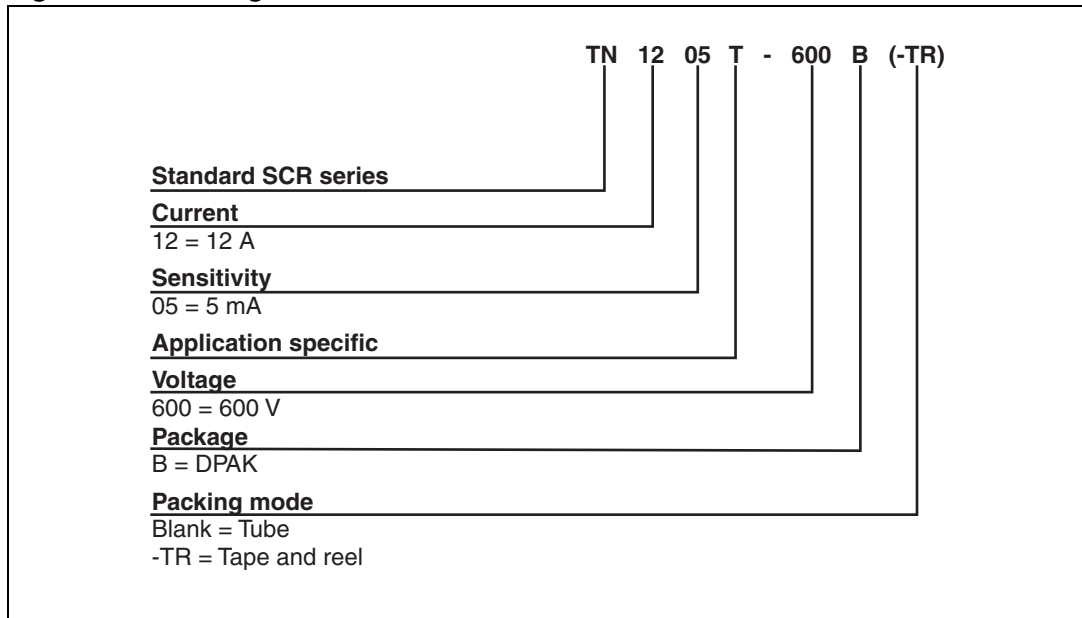 TN 12 05 T - 600 B (-TR)
Standard SCR series
Current
12 = 12 A
Sensitivity
05 = 5 mA
Application specific
Voltage
600 = 600 V
Package
B = DPAK
Packing mode
Blank = Tube
-TR = Tape and reel